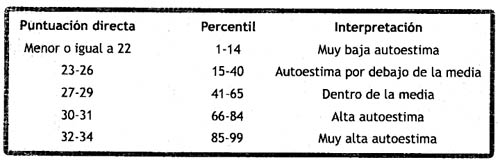 Puntuación directa Percentil Interpretación
Menor o igual a 22 1-14 Muy baja autoestima
23-26 15-40 Autoestima por debajo de la media
27-29 41-65 Dentro de la media
30-31 66-84 Alta autoestima
32-34 85-99 Muy alta autoestima